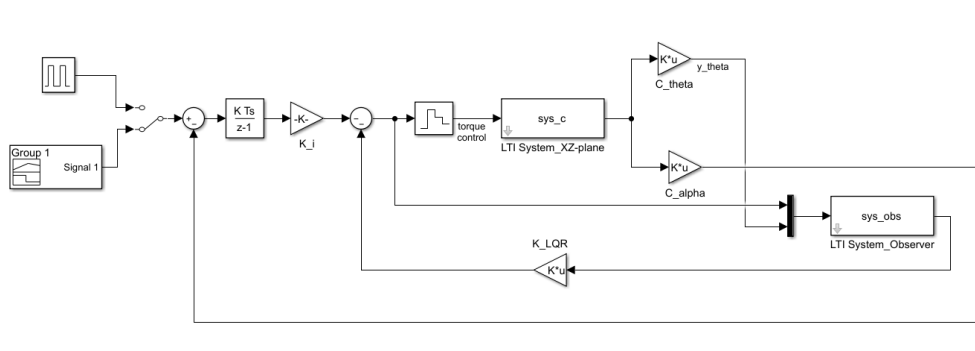 K*u
y_theta
C_theta
Group 1
Signal 1
+
-
K Ts
z-1
-K-
K_i
-
-
torque
control
sys_c
LTI System_XZ-plane
K*u
C_alpha
sys_obs
LTI System_Observer
K_LQR
K*u